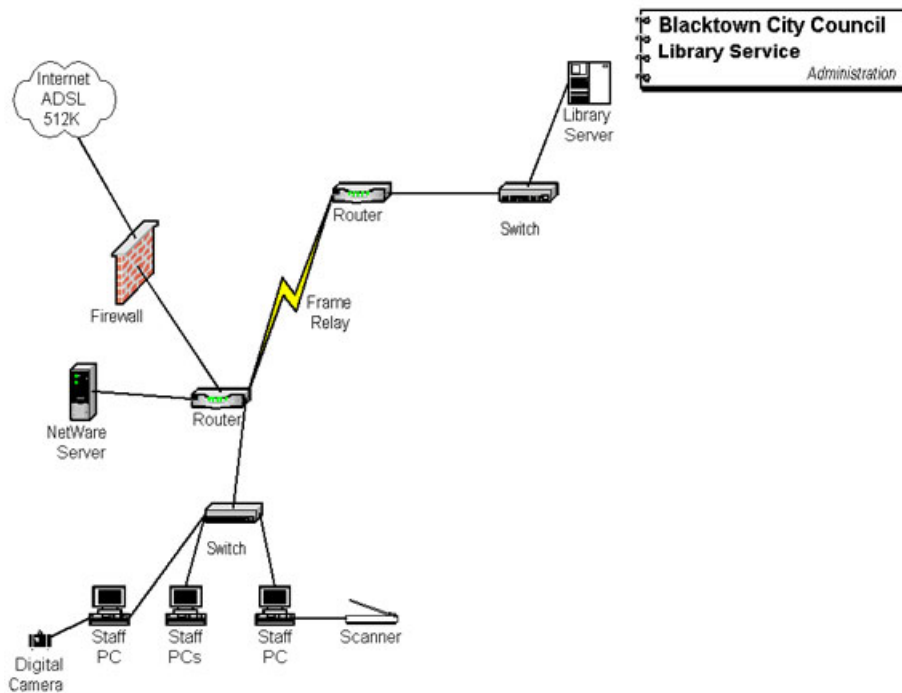 Blacktown City Council
Library Service
Administration
Internet
ADSL
512K
Library
Server
Router
Switch
Frame
Relay
Firewall
NetWare
Server
Router
Switch
Staff
PC
Staff
PCs
Staff
PC
Scanner
Digital
Camera